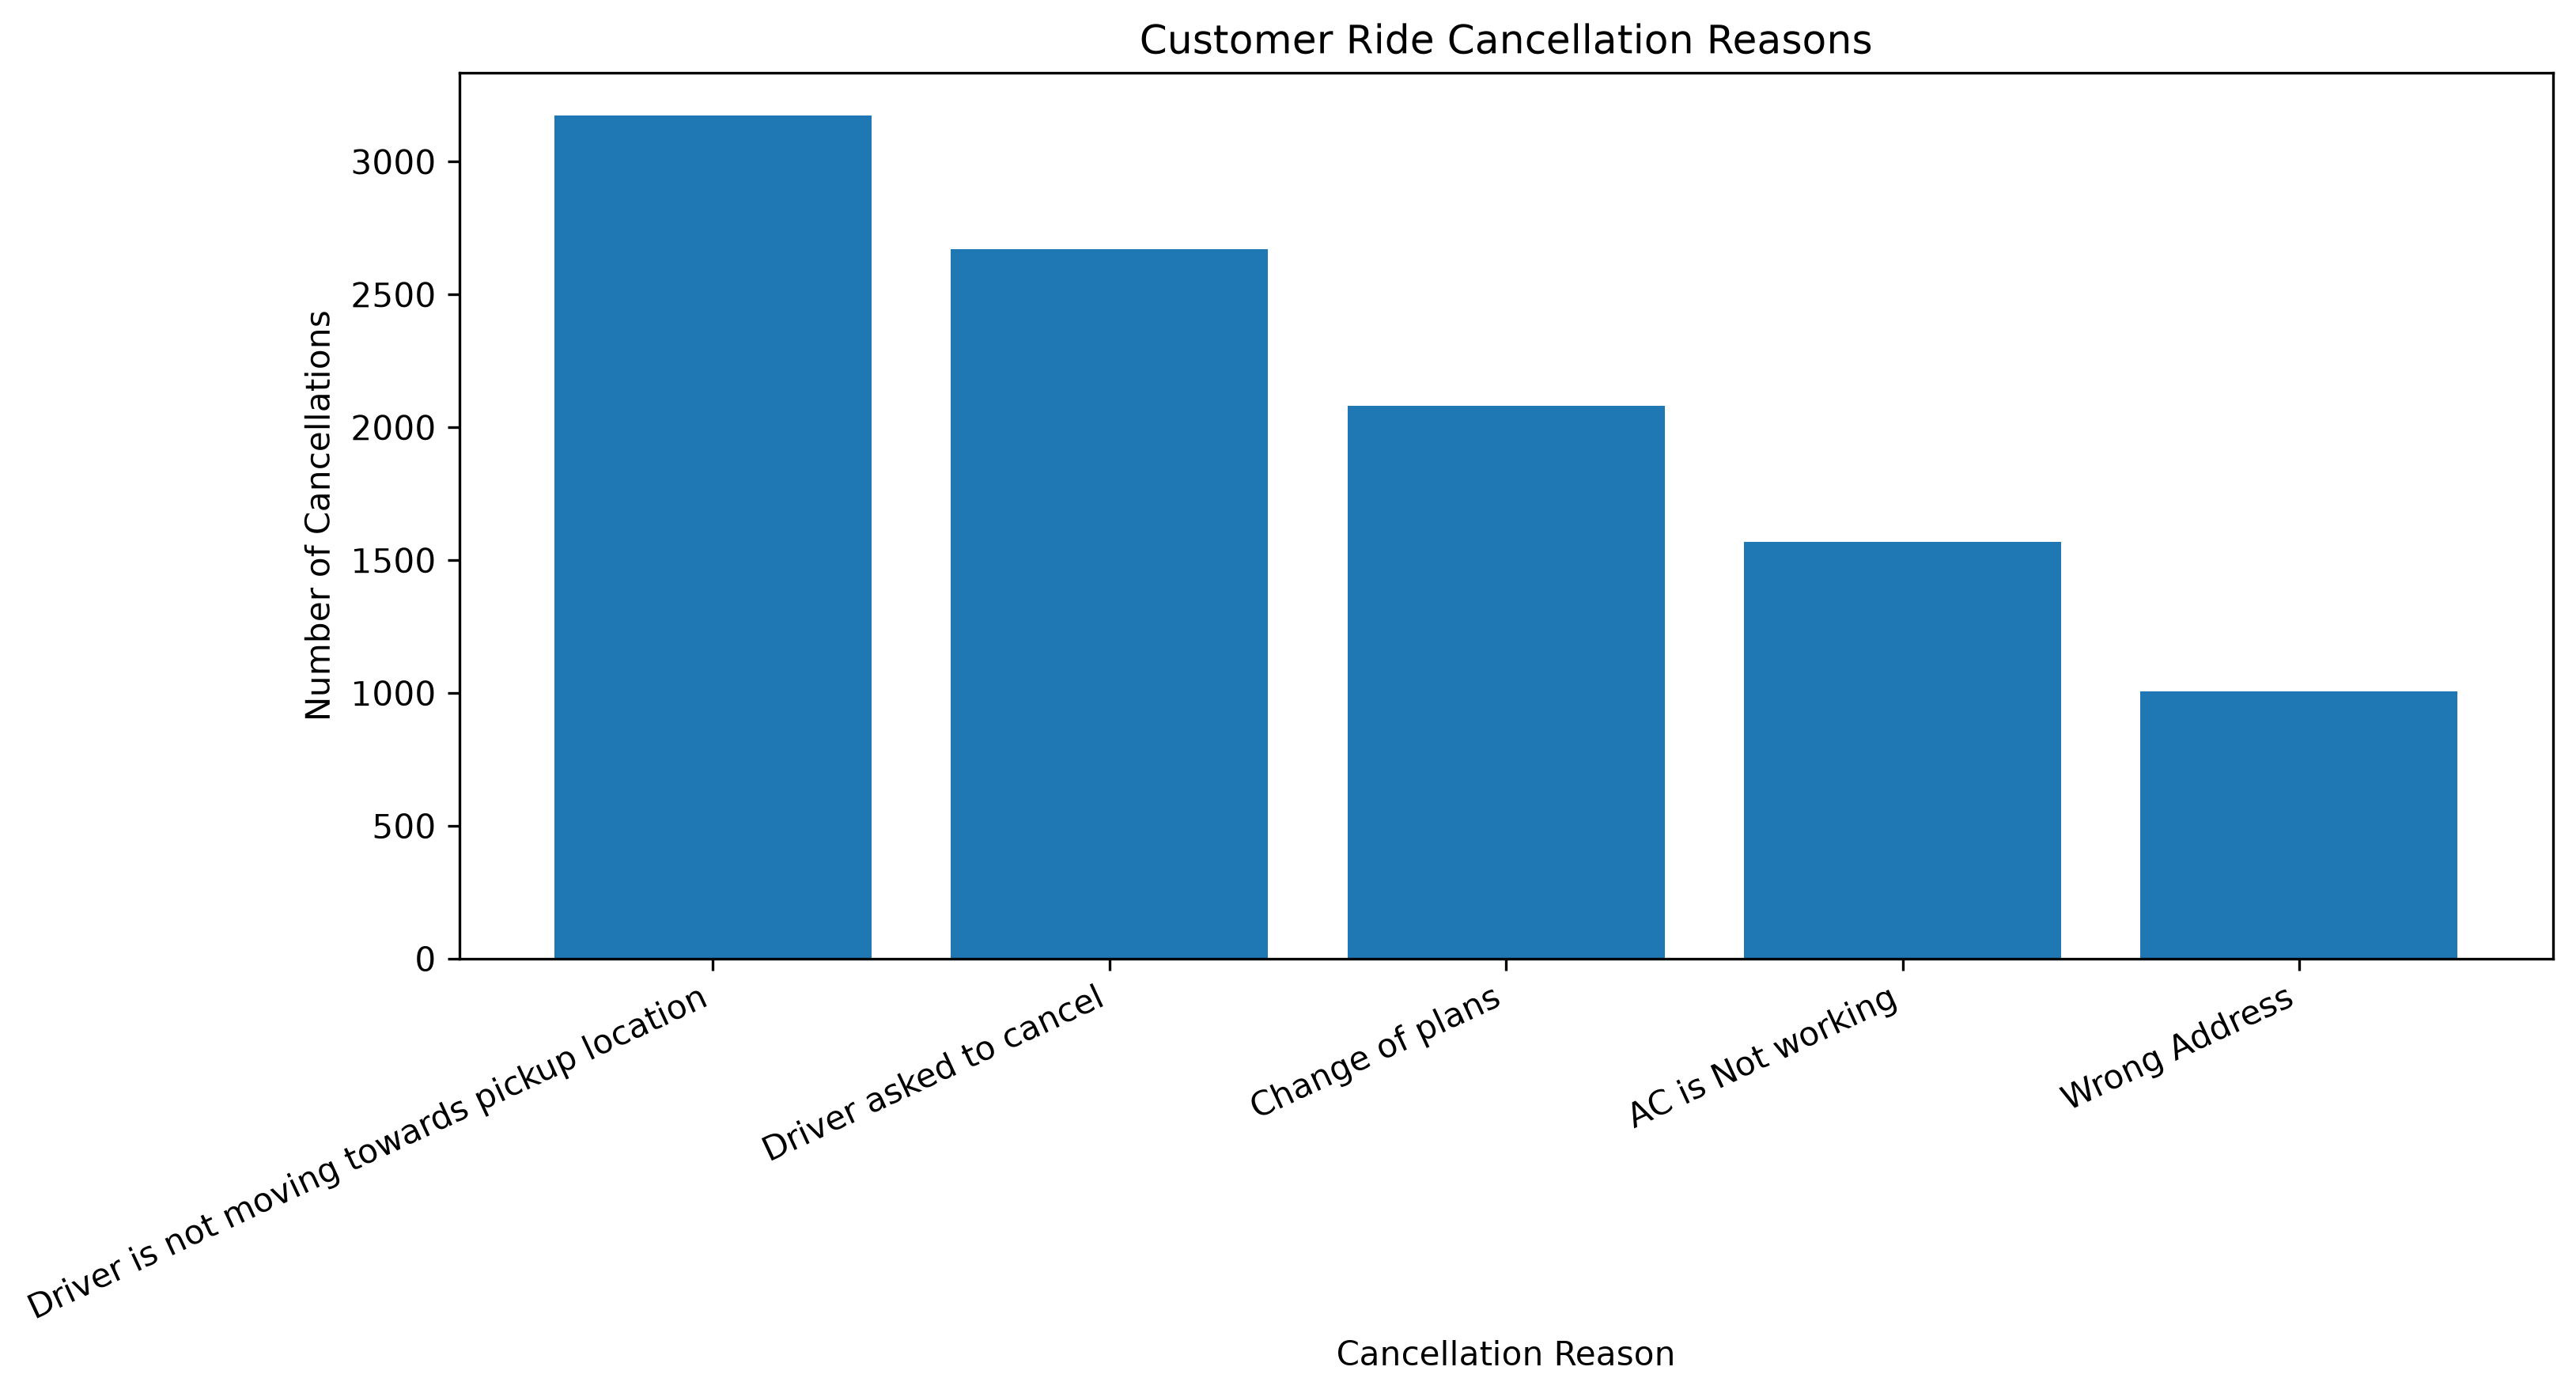 Customer Ride Cancellation Reasons
Number of Cancellations
3000
2500
2000
1500
1000
500
0
Driver is not moving towards pickup location
Driver asked to cancel
Change of plans
AC is Not working
Wrong Address
Cancellation Reason